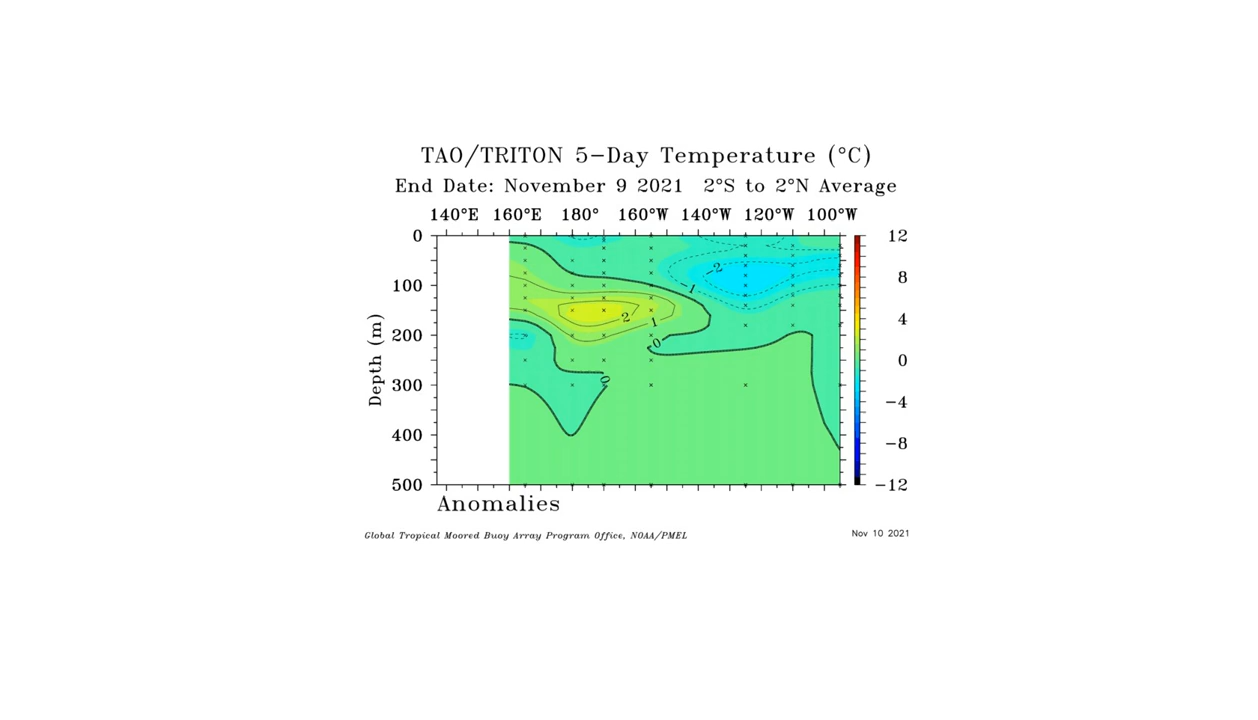 TAO/TRITON 5-Day Temperature (°C)
End Date: November 9 2021 2°S to 2°N Average
140°E 160°E 180° 160°W 140°W 120°W 100°W
0
100
200
300
400
500
Depth (m)
-2
-1
2
1
0
0
12
8
4
0
-4
-8
-12
Anomalies
Global Tropical Moored Buoy Array Program Office, NOAA/PMEL
Nov 10 2021